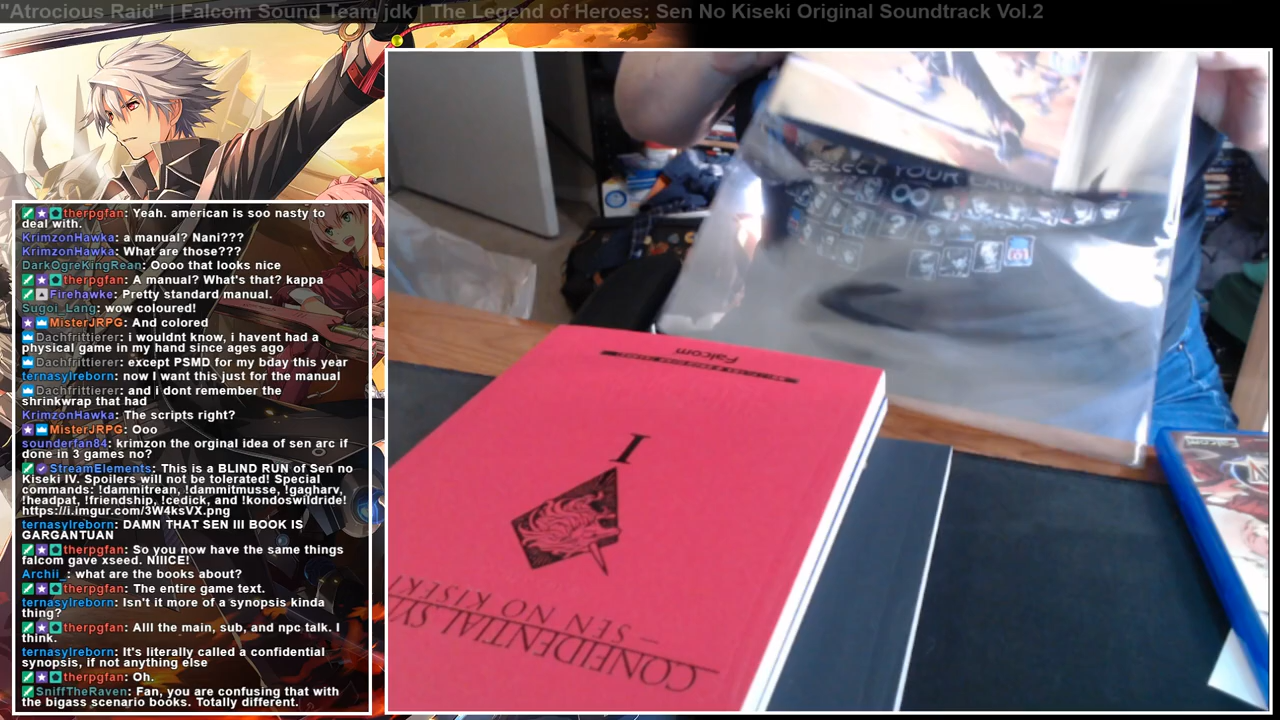 "Atrocious Raid" | Falcom Sound Team jdk | The Legend of Heroes: Sen No Kiseki Original Soundtrack Vol.2
therpgfan: Yeah. american is soo nasty to
deal with.
KrimzonHawka: a manual? Nani???
KrimzonHawka: What are those???
DarkOgreKingRean: Oooo that looks nice
therpgfan: A manual? What's that? kappa
Firehawke: Pretty standard manual.
Sugoi_Lang: wow coloured!
MisterJRPG: And colored
Dachfrittierer: i wouldnt know, i havent had a
physical game in my hand since ages ago
Dachfrittierer: except PSMD for my bday this year
ternasylreborn: now I want this just for the manual
Dachfrittierer: and i dont remember the
shrinkwrap that had
KrimzonHawka: The scripts right?
MisterJRPG: Ooo
sounderfan84: krimzon the orginal idea of sen arc if
done in 3 games no?
StreamElements: This is a BLIND RUN of Sen no
Kiseki IV. Spoilers will not be tolerated! Special
commands: !dammitrean, !dammitmusse, !gagharv,
!headpat, !friendship, !cedick, and !kondoswildride!
https://i.imgur.com/3W4ksVX.png
ternasylreborn: DAMN THAT SEN III BOOK IS
GARGANTUAN
therpgfan: So you now have the same things
falcom gave xseed. NIIICE!
Archii_: what are the books about?
therpgfan: The entire game text.
ternasylreborn: Isn't it more of a synopsis kinda
thing?
therpgfan: Alll the main, sub, and npc talk. I
think.
ternasylreborn: It's literally called a confidential
synopsis, if not anything else
therpgfan: Oh.
SniffTheRaven: Fan, you are confusing that with
the bigass scenario books. Totally different.
SELECT YOUR
CONFIDENTIAL SY
– SEN NO KISEKI
I
Falcom